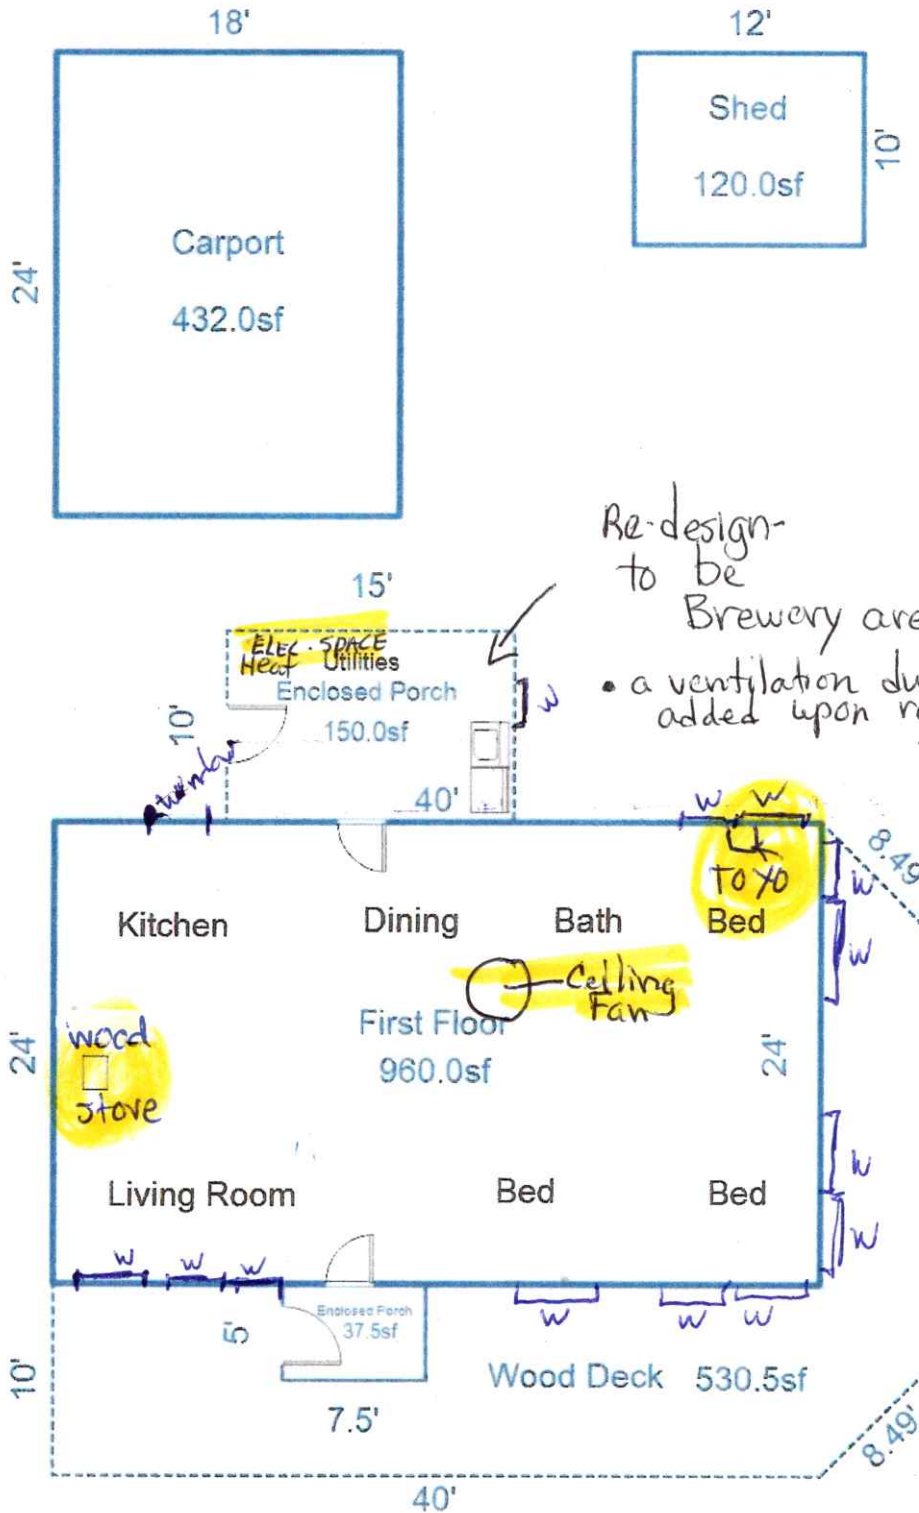 18'
12'
24'
Carport
432.0sf
Shed
120.0sf
10'
Re-design-
to be
Brewery are
• a ventilation du
added upon
15'
ELEC. SPACE
Heat Utilities
Enclosed Porch
150.0sf
10'
W
window
40'
W W
TOYO
8.49
W
W
Kitchen
Dining
Bath
Bed
Ceiling
Fan
First Floor
960.0sf
24'
24'
wood
stove
W
W
Living Room
Bed
Bed
W W W
W W W
5'
Enclosed Porch
37.5sf
10'
7.5'
Wood Deck 530.5sf
8.49'
40'